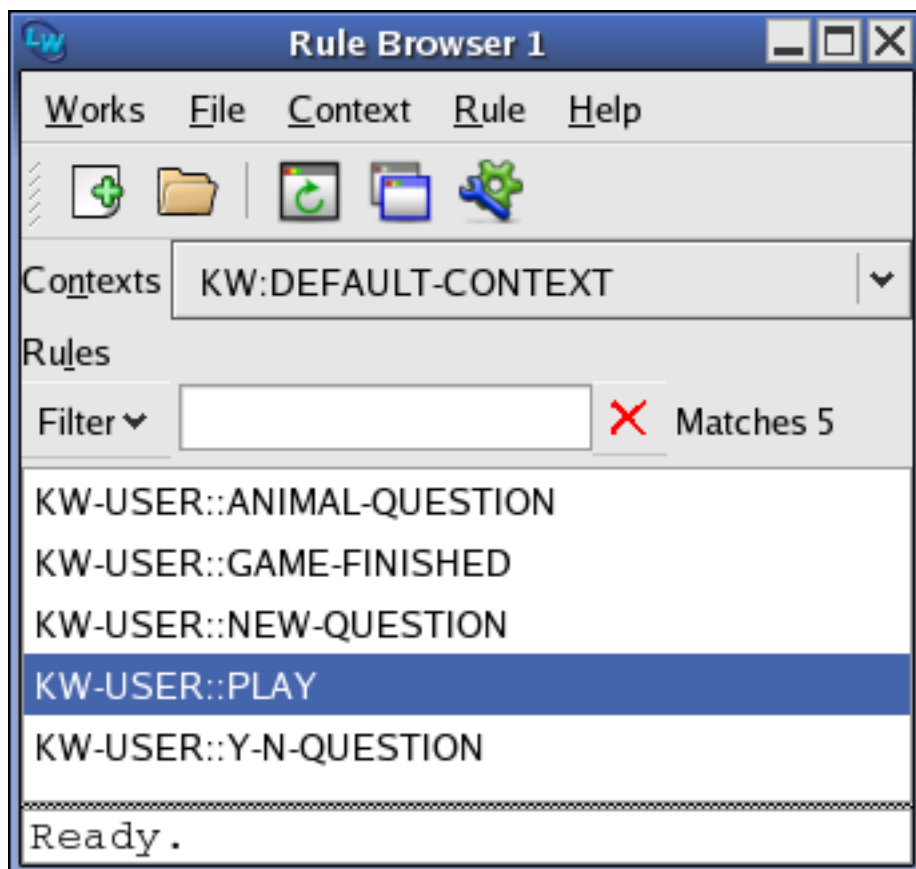 LW Rule Browser 1
Works File Context Rule Help
Contexts KW:DEFAULT-CONTEXT
Rules
Filter Matches 5
KW-USER::ANIMAL-QUESTION
KW-USER::GAME-FINISHED
KW-USER::NEW-QUESTION
KW-USER::PLAY
KW-USER::Y-N-QUESTION
Ready.